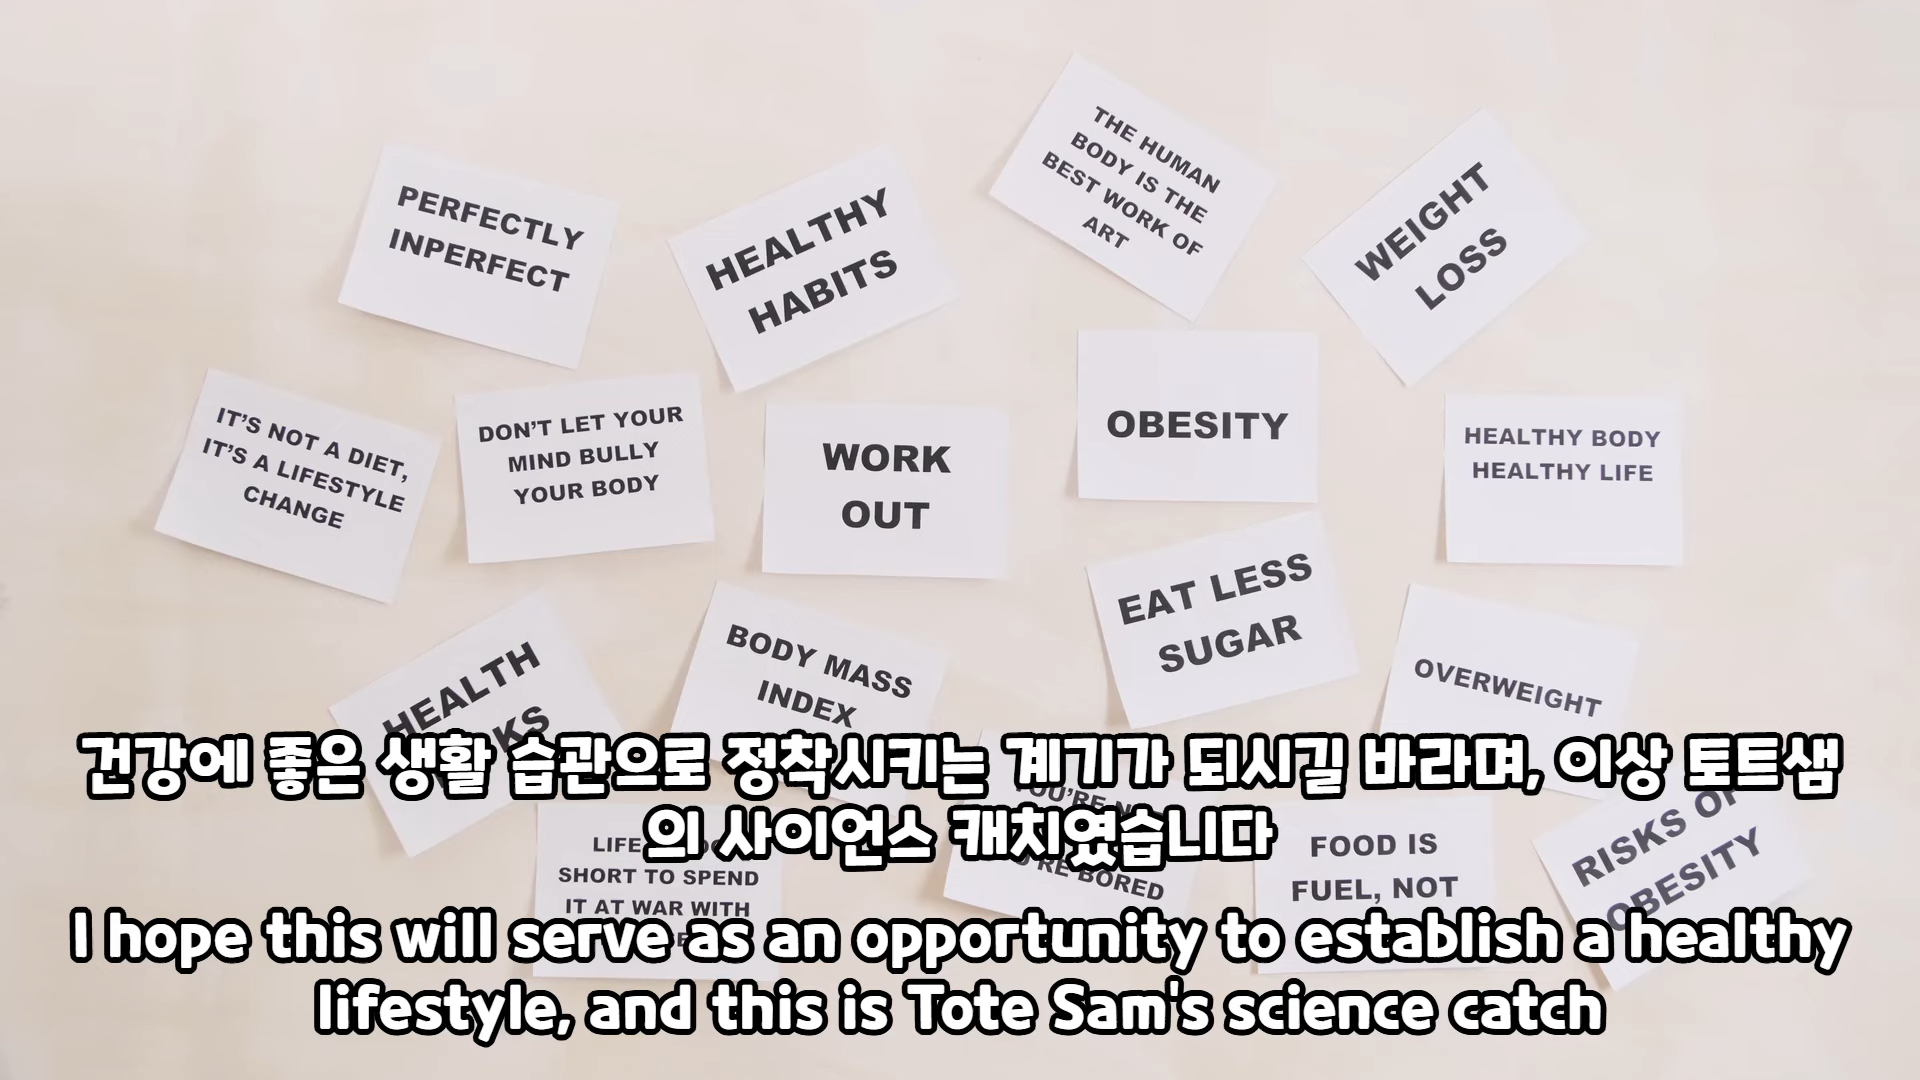 THE HUMAN
BODY IS THE
BEST WORK OF
ART
PERFECTLY
INPERFECT
HEALTHY
HABITS
WEIGHT
LOSS
IT'S NOT A DIET,
IT'S A LIFESTYLE
CHANGE
DON'T LET YOUR
MIND BULLY
YOUR BODY
WORK
OUT
OBESITY
HEALTHY BODY
HEALTHY LIFE
EAT LESS
SUGAR
HEALTH
BODY MASS
INDEX
OVERWEIGHT
건강에 좋은 생활 습관으로 정착시키는 계기가 되시길 바라며, 이상 토트샘
의 사이언스 캐치였습니다
YOU'RE
BORED
LIFE
SHORT TO SPEND
IT AT WAR WITH
FOOD IS
FUEL, NOT
RISKS OF
OBESITY
I hope this will serve as an opportunity to establish a healthy
lifestyle, and this is Tote Sam's science catch